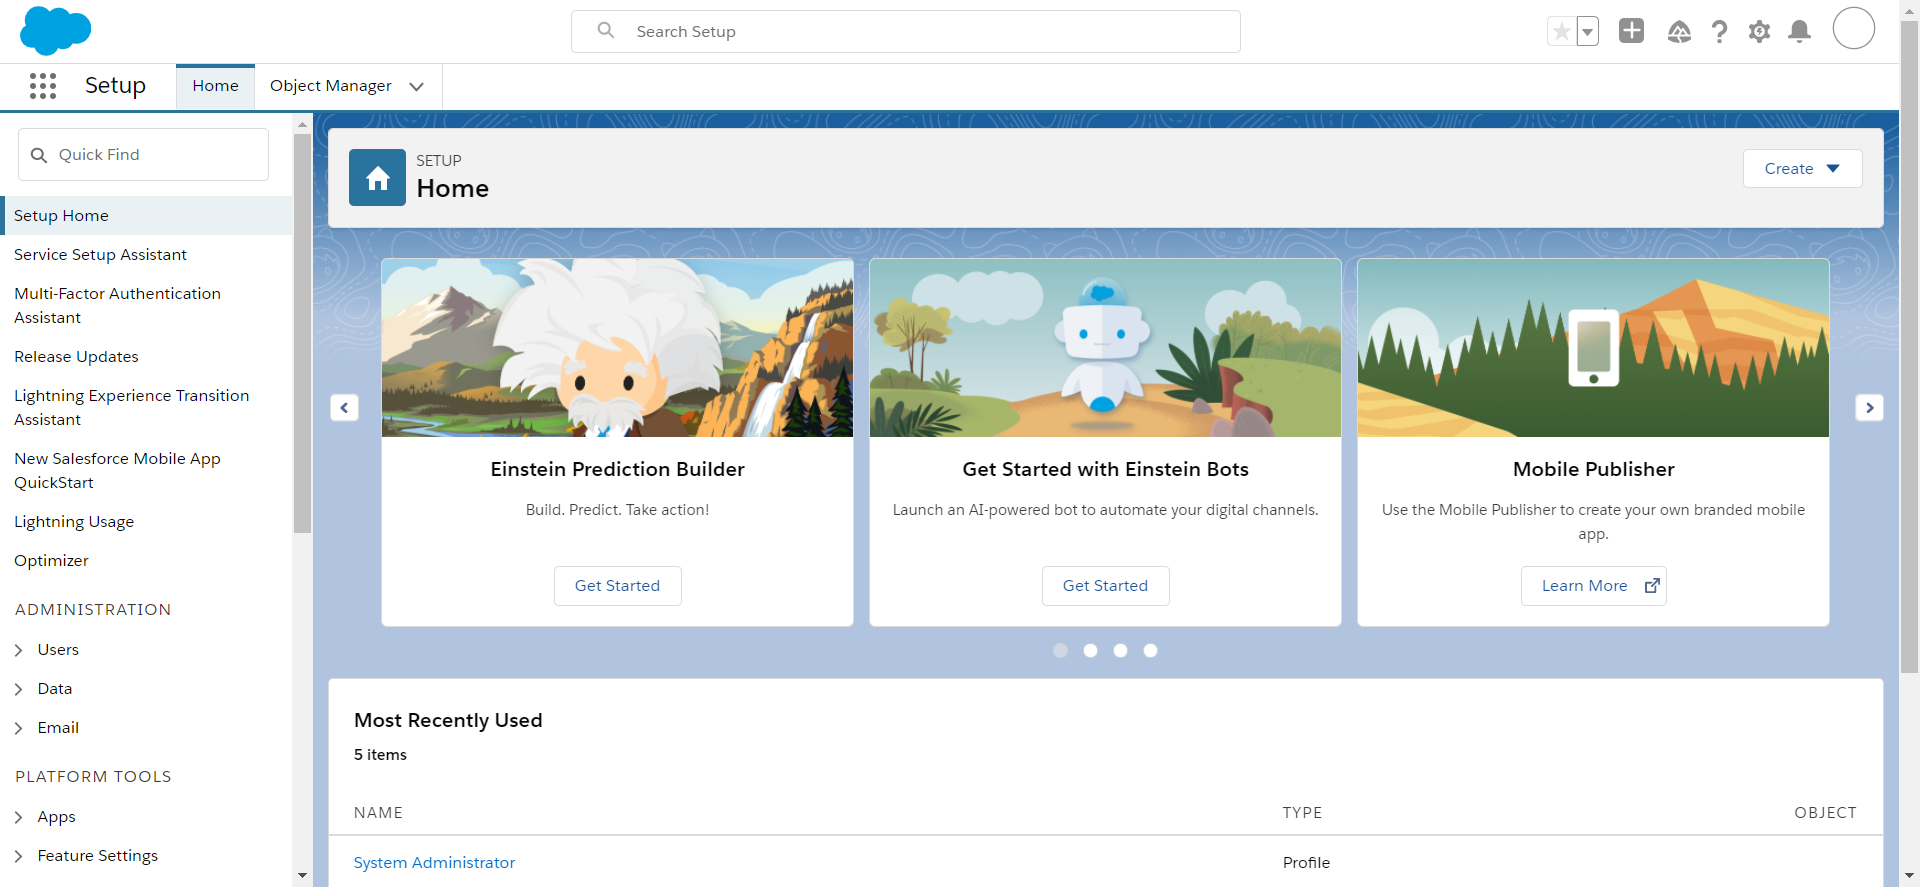 Search Setup
Setup
Home
Object Manager
Quick Find
Setup Home
Service Setup Assistant
Multi-Factor Authentication
Assistant
Release Updates
Lightning Experience Transition
Assistant
New Salesforce Mobile App
QuickStart
Lightning Usage
Optimizer
ADMINISTRATION
Users
Data
Email
PLATFORM TOOLS
Apps
Feature Settings
SETUP
Home
Create
Einstein Prediction Builder
Build. Predict. Take action!
Get Started
Get Started with Einstein Bots
Launch an AI-powered bot to automate your digital channels.
Get Started
Mobile Publisher
Use the Mobile Publisher to create your own branded mobile
app.
Learn More
Most Recently Used
5 items
NAME
TYPE
OBJECT
System Administrator
Profile